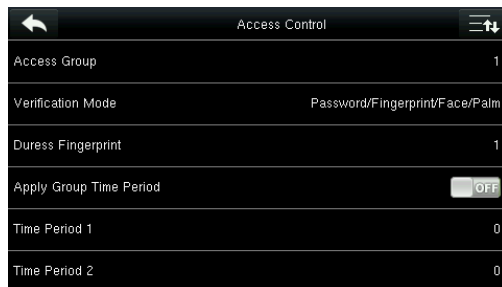 Access Control
Access Group 1
Verification Mode Password/Fingerprint/Face/Palm
Duress Fingerprint 1
Apply Group Time Period OFF
Time Period 1 0
Time Period 2 0